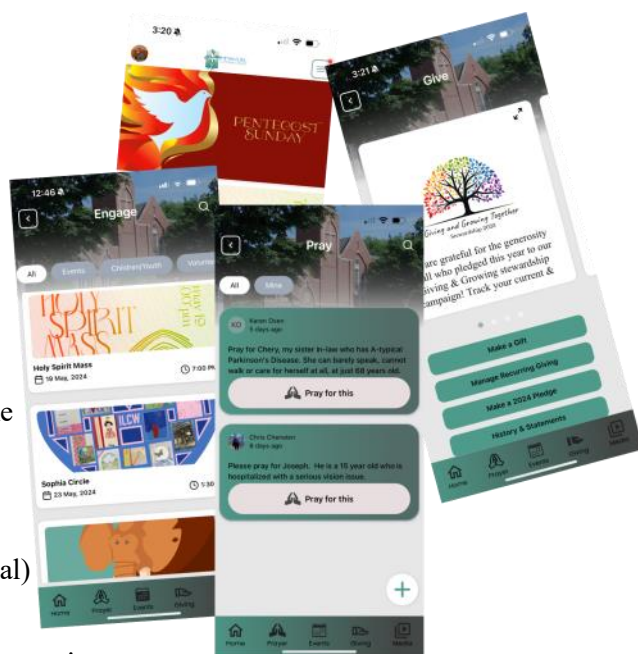 3:20
PENTECOST
SUNDAY
3:21
Give
Giving and Growing Together
Stewardship 2024
are grateful for the generosity
all who pledged this year to our
Giving & Growing stewardship
campaign! Track your current &
Make a Gift
Manage Recurring Giving
Make a 2024 Pledge
History & Statements
Home
Prayer
Events
Giving
Media
12:46
Engage
All
Events
Children/Youth
HOLY
SPIRIT
MASS
Holy Spirit Mass
19 May, 2024
7:00 PM
ILCW
Sophia Circle
23 May, 2024
1:30
Home
Prayer
Events
Giving
Pray
All
Mine
KO
5 days ago
Pray for Chery, my sister in-law who has A-typical
Parkinson's Disease. She can barely speak, cannot
walk or care for herself at all, at just 68 years old.
Pray for this
6 days ago
Please pray for Joseph. He is a 15 year old who is
hospitalized with a serious vision issue.
Pray for this
Home
Prayer
Events
Giving
Media
al)